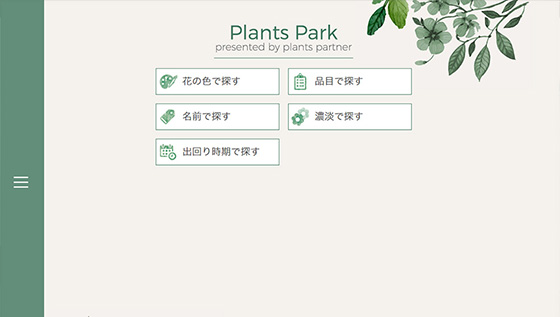 Plants Park
presented by plants partner
花の色で探す
品目で探す
名前で探す
濃淡で探す
出回り時期で探す